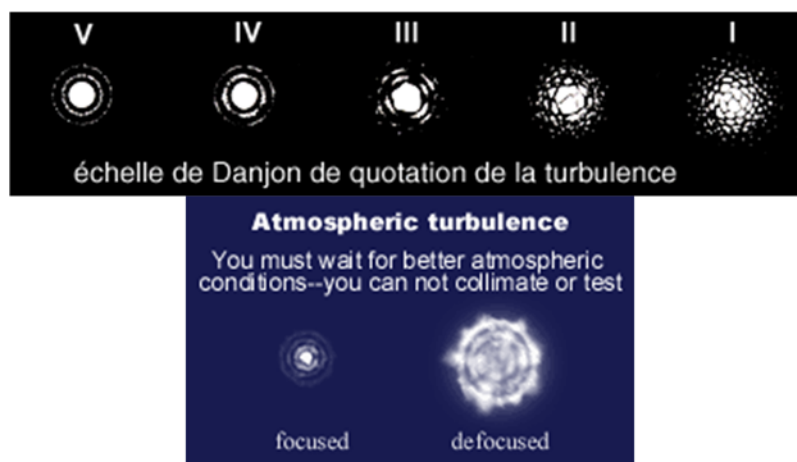 V IV III II I
échelle de Danjon de quotation de la turbulence
Atmospheric turbulence
You must wait for better atmospheric
conditions--you can not collimate or test
focused defocused